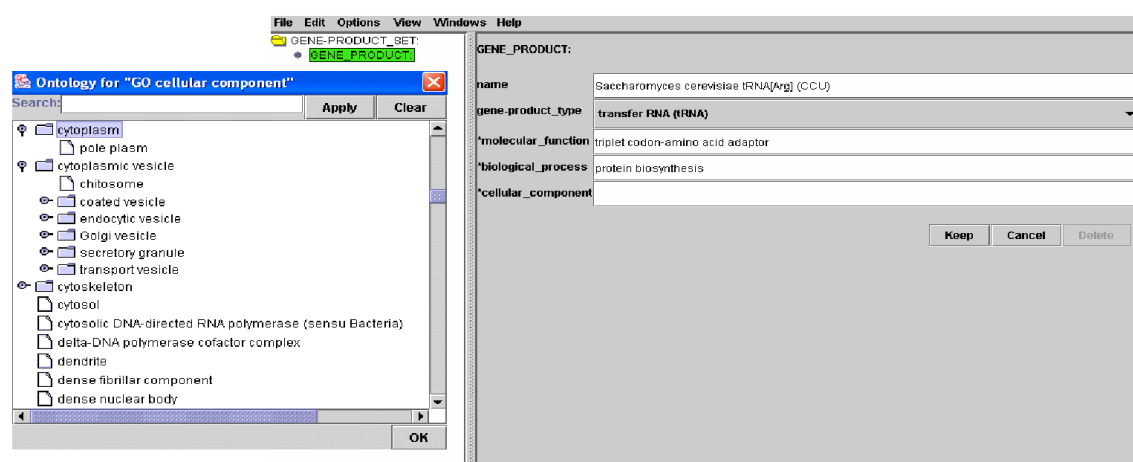 File Edit Options View Windows Help
GENE-PRODUCT_SET:
GENE_PRODUCT:
Ontology for "GO cellular component"
Search:
Apply
Clear
cytoplasm
pole plasm
cytoplasmic vesicle
chitosome
coated vesicle
endocytic vesicle
Golgi vesicle
secretory granule
transport vesicle
cytoskeleton
cytosol
cytosolic DNA-directed RNA polymerase (sensu Bacteria)
delta-DNA polymerase cofactor complex
dendrite
dense fibrillar component
dense nuclear body
OK
GENE_PRODUCT:
name Saccharomyces cerevisiae tRNA[Arg] (CCU)
gene-product_type transfer RNA (tRNA)
*molecular_function triplet codon-amino acid adaptor
*biological_process protein biosynthesis
*cellular_component
Keep Cancel Delete